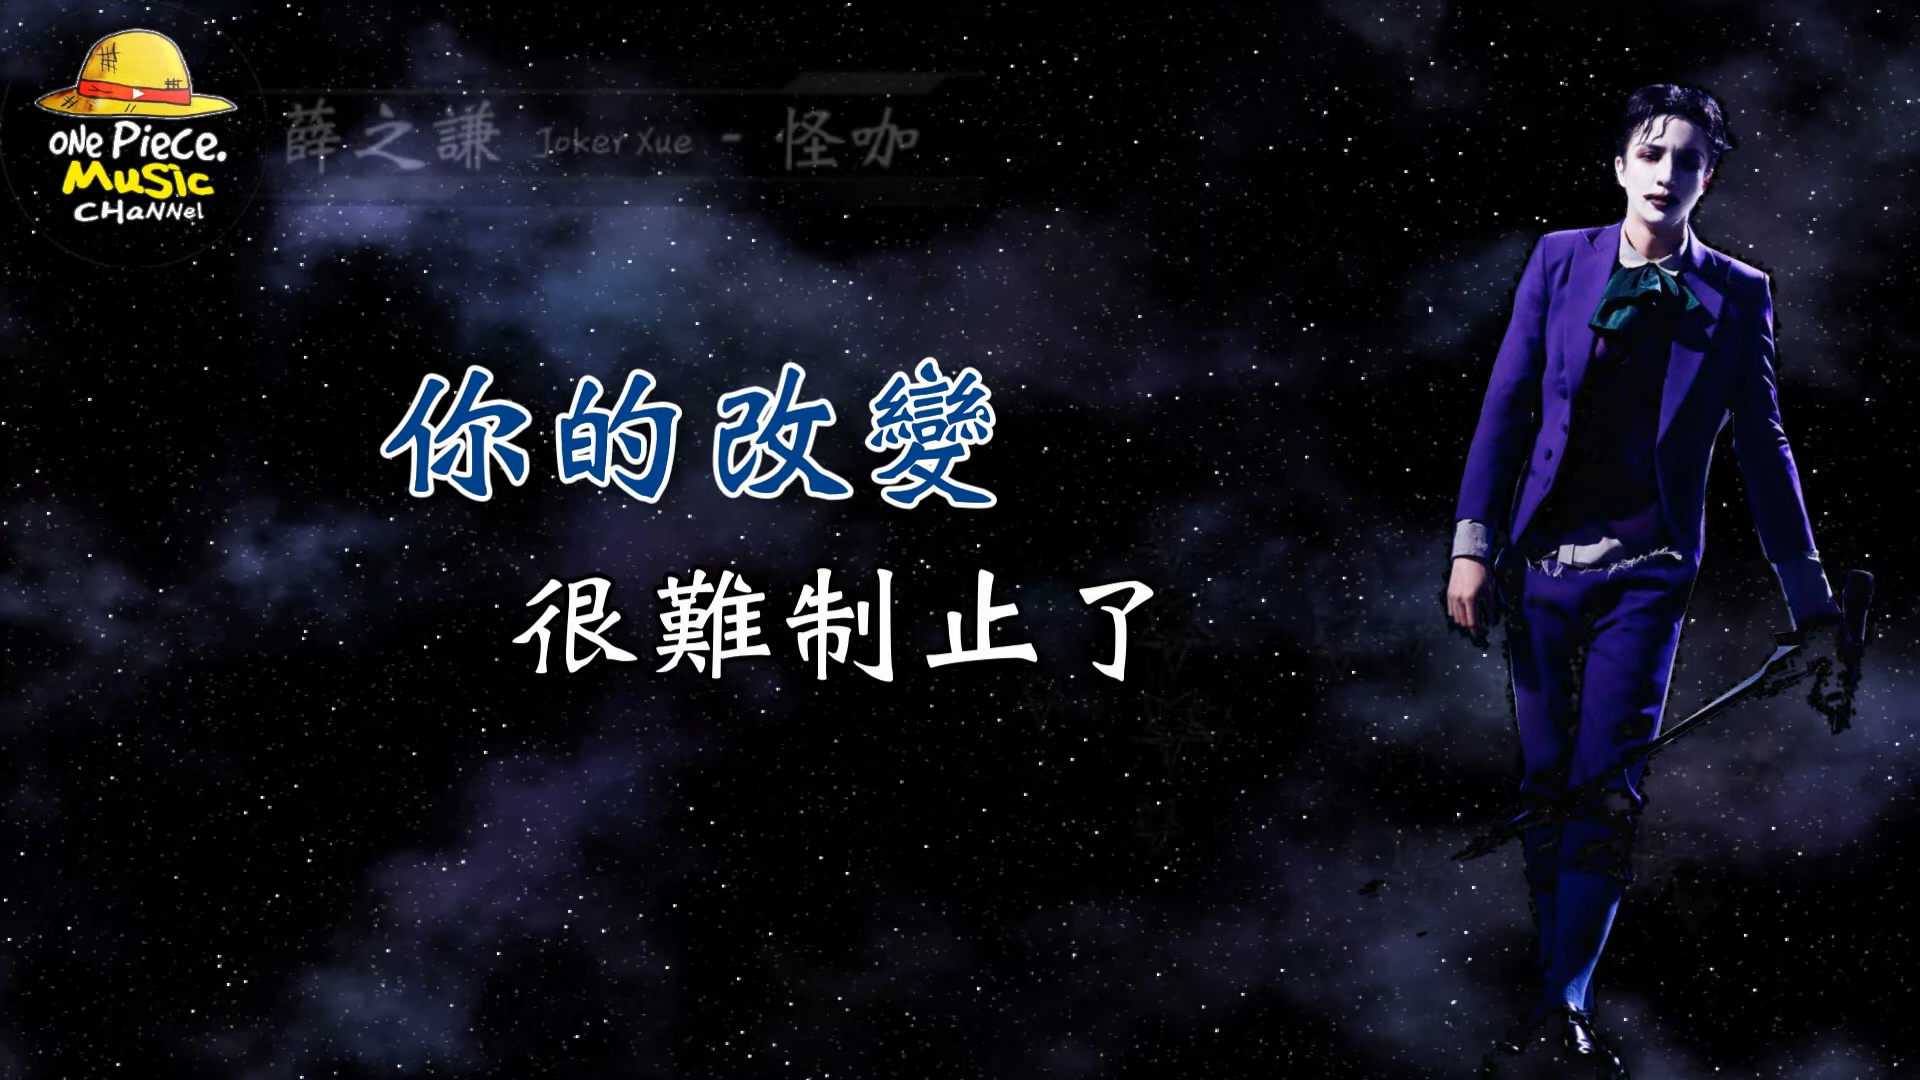 ONe PieCe.
MuSic
CHaNNel
薛之謙 Joker Xue - 怪咖
你的改變
很難制止了